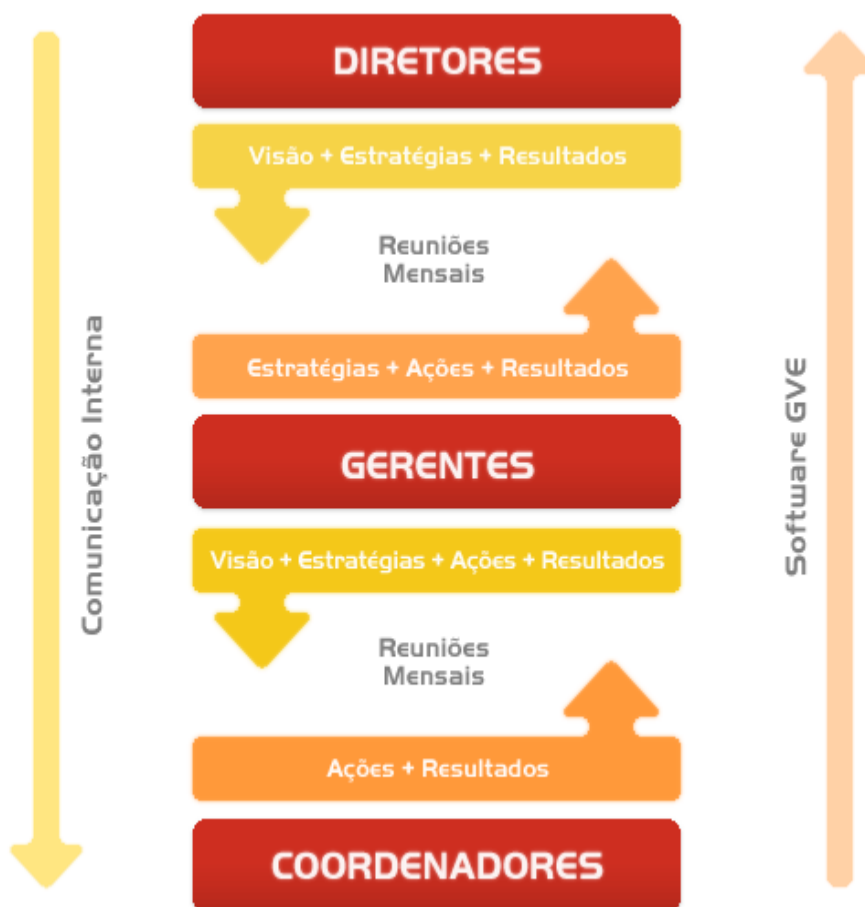 DIRETORES
Visão + Estratégias + Resultados
Reuniões
Mensais
Estratégias + Ações + Resultados
GERENTES
Visão + Estratégias + Ações + Resultados
Reuniões
Mensais
Ações + Resultados
COORDENADORES
Comunicação Interna
Software GVE